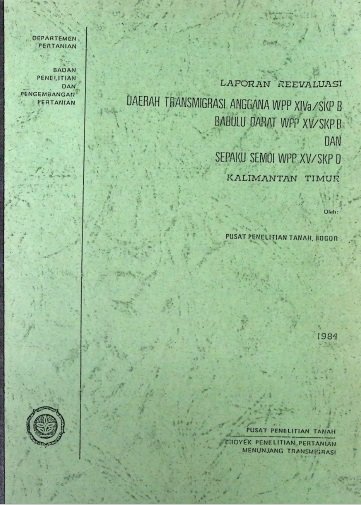 DEPARTEMEN
PERTANIAN
BADAN
PENELITIAN
DAN
PENGEMBANGAN
PERTANIAN
LAPORAN REEVALUASI
DAERAH TRANSMIGRASI ANGGANA WPP XIVa/SKP B
BABULU DARAT WPP XV/SKP B
DAN
SEPAKU SEMOI WPP XV/SKP D
KALIMANTAN TIMUR
Oleh:
PUSAT PENELITIAN TANAH, BOGOR
1984
PUSAT PENELITIAN TANAH
PROYEK PENELITIAN PERTANIAN
MENUNJANG TRANSMIGRASI